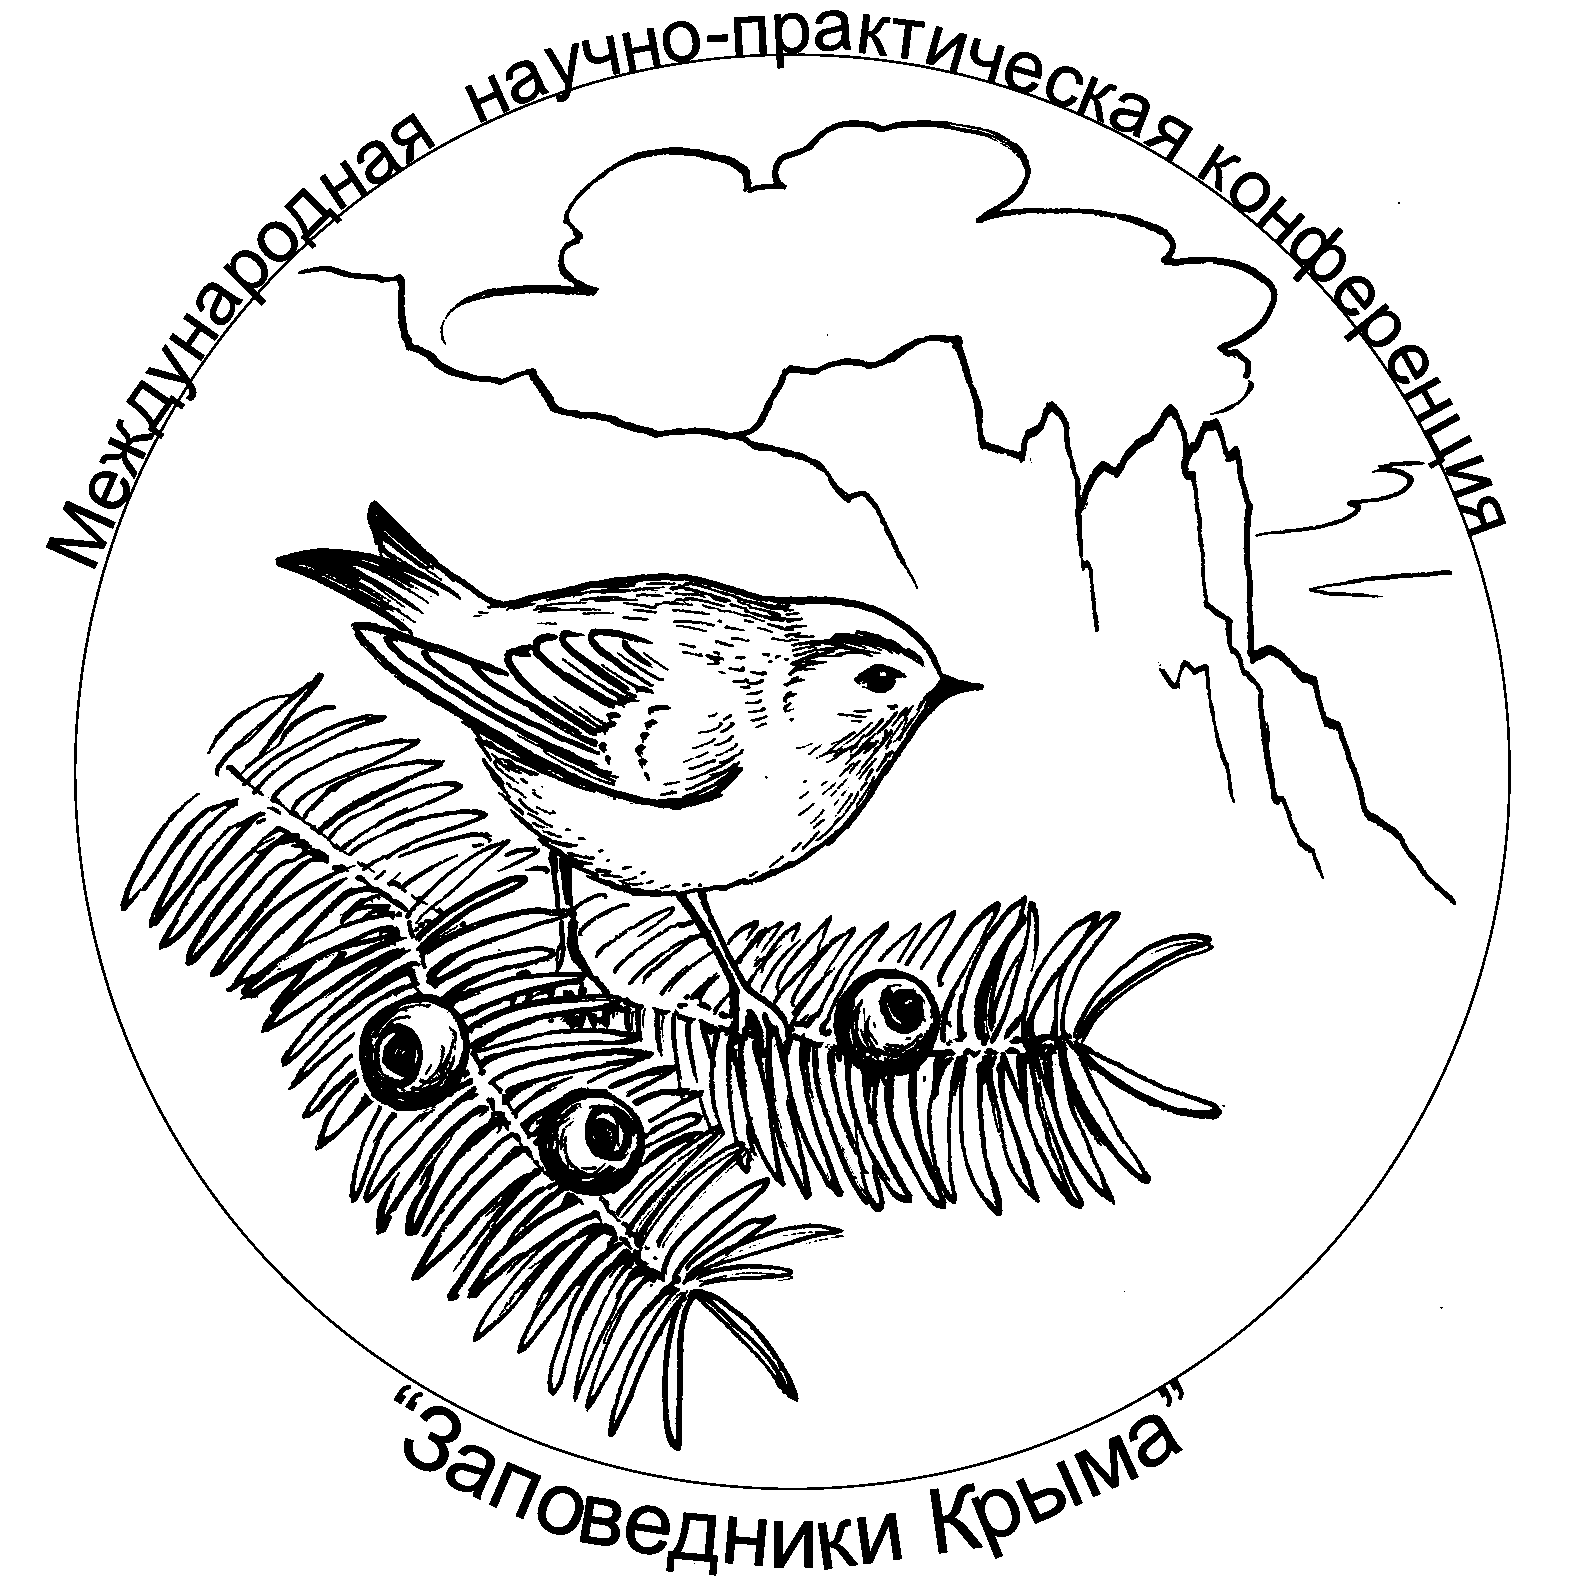 Международная научно-практическая конференция
“Заповедники Крыма”